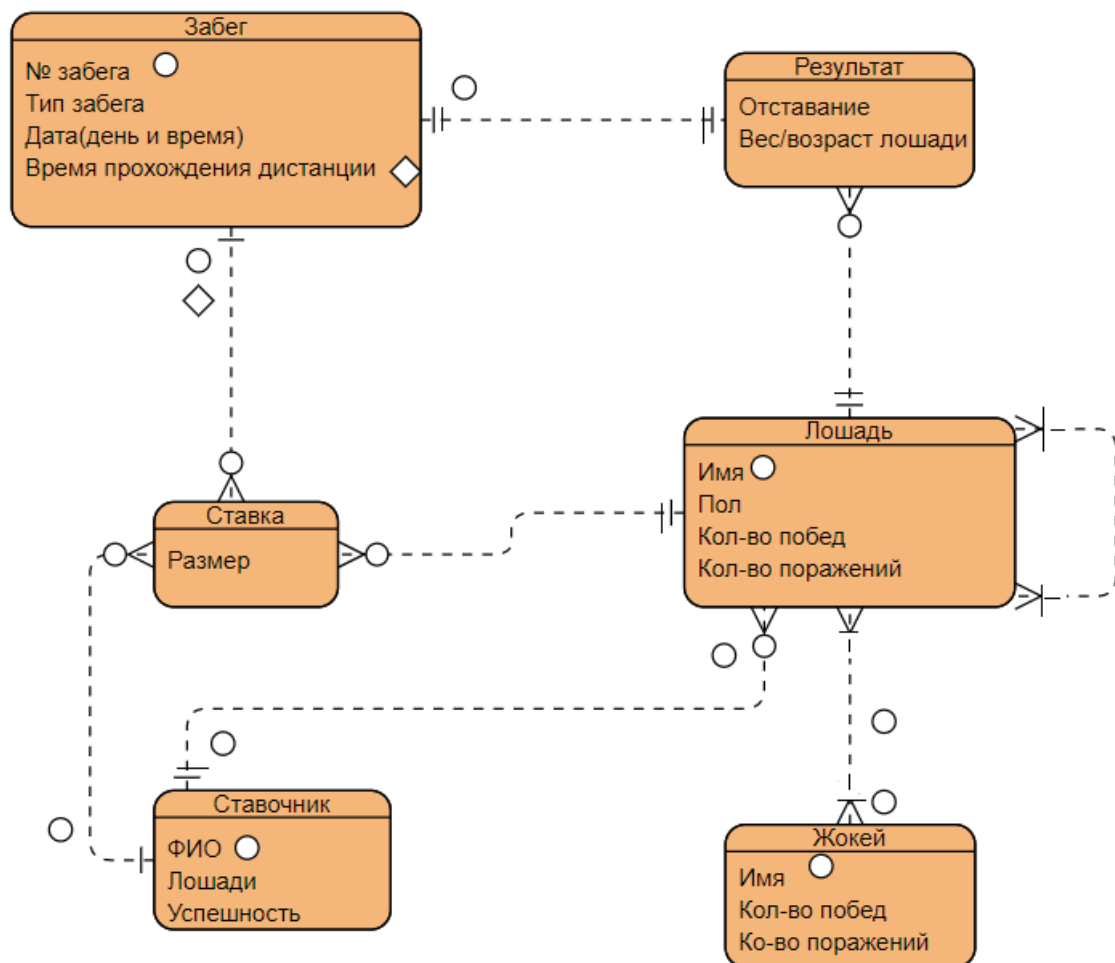 Забег
№ забега
Тип забега
Дата(день и время)
Время прохождения дистанции
Результат
Отставание
Вес/возраст лошади
Лошадь
Имя
Пол
Кол-во побед
Кол-во поражений
Ставка
Размер
Ставочник
ФИО
Лошади
Успешность
Жокей
Имя
Кол-во побед
Ко-во поражений